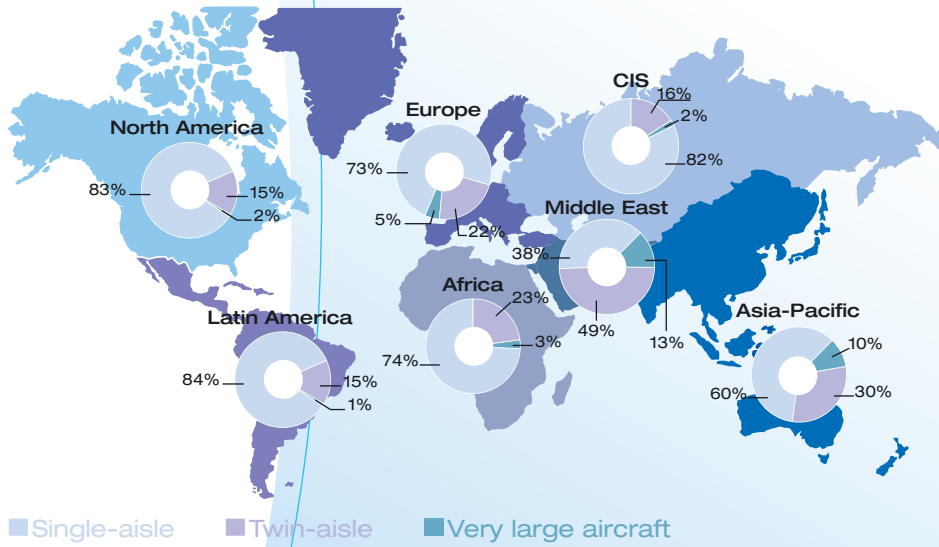 CIS
16%
2%
82%
Europe
73%
5%
22%
North America
83%
15%
2%
Middle East
38%
49%
13%
Africa
23%
3%
74%
Asia-Pacific
10%
60%
30%
Latin America
84%
15%
1%
Single-aisle
Twin-aisle
Very large aircraft